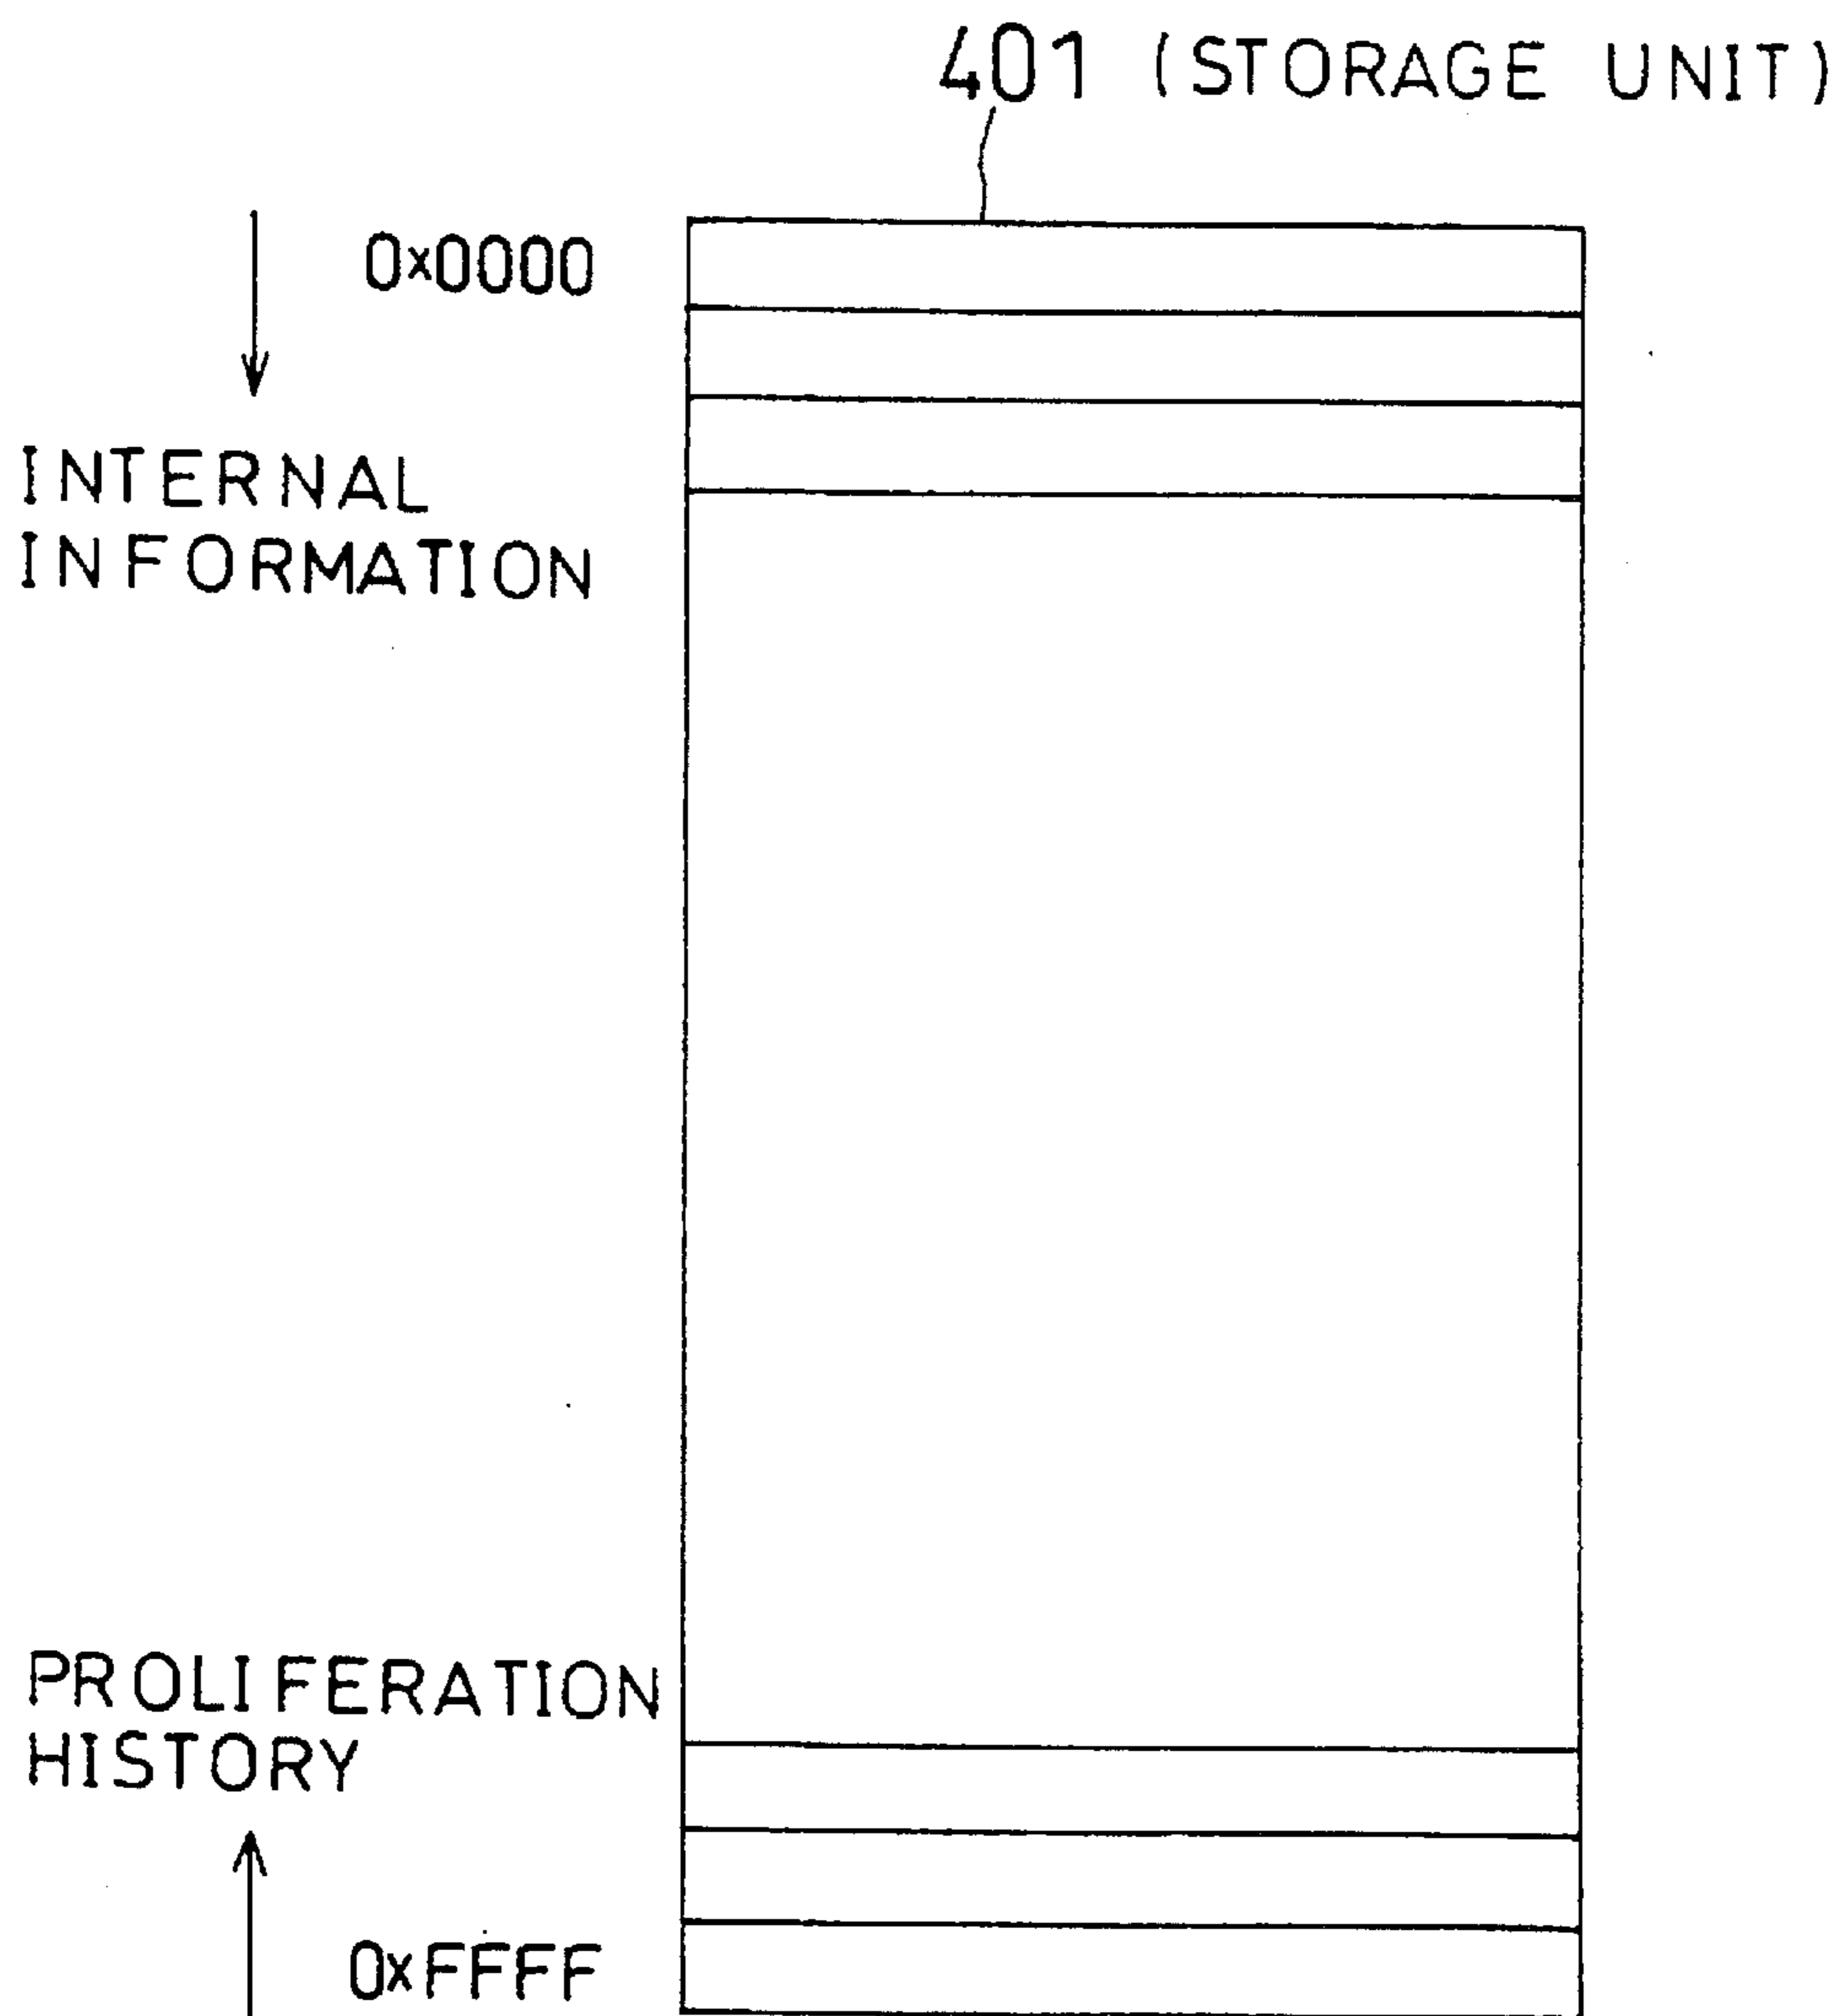 401 (STORAGE UNIT)
0x0000
INTERNAL
INFORMATION
PROLIFERATION
HISTORY
0xFFFF